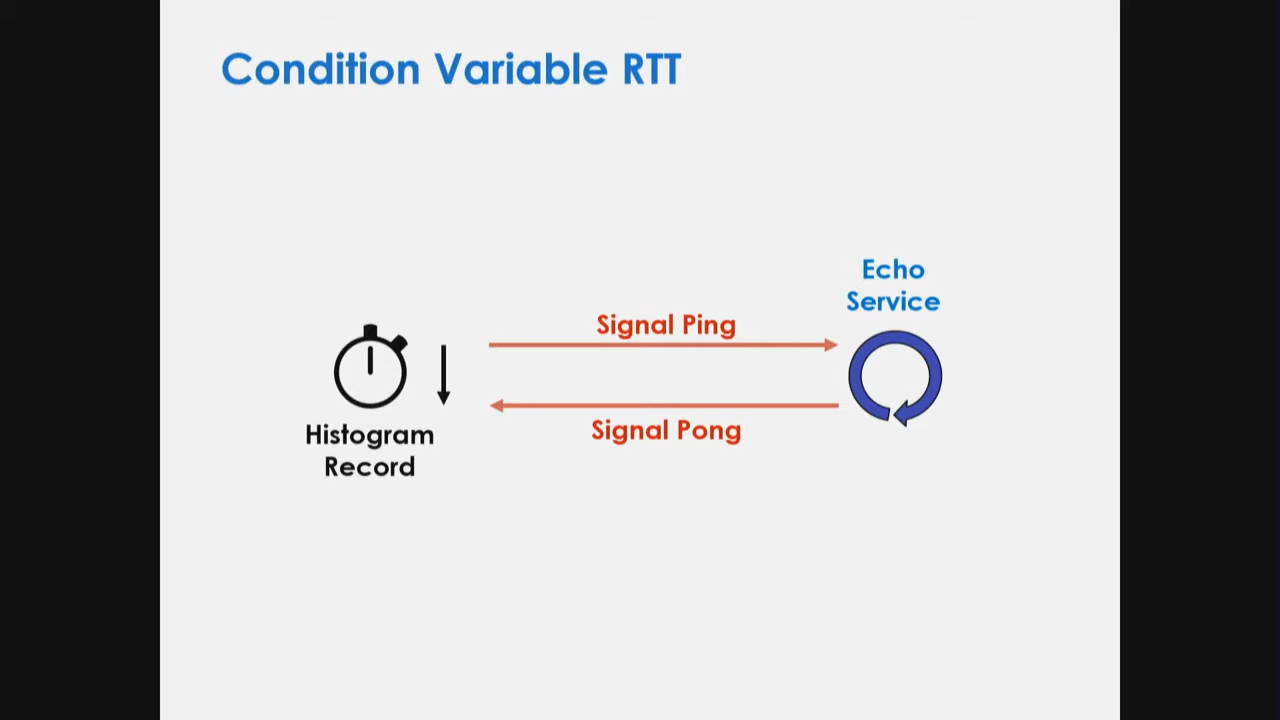 Condition Variable RTT
Echo
Service
Signal Ping
Signal Pong
Histogram
Record